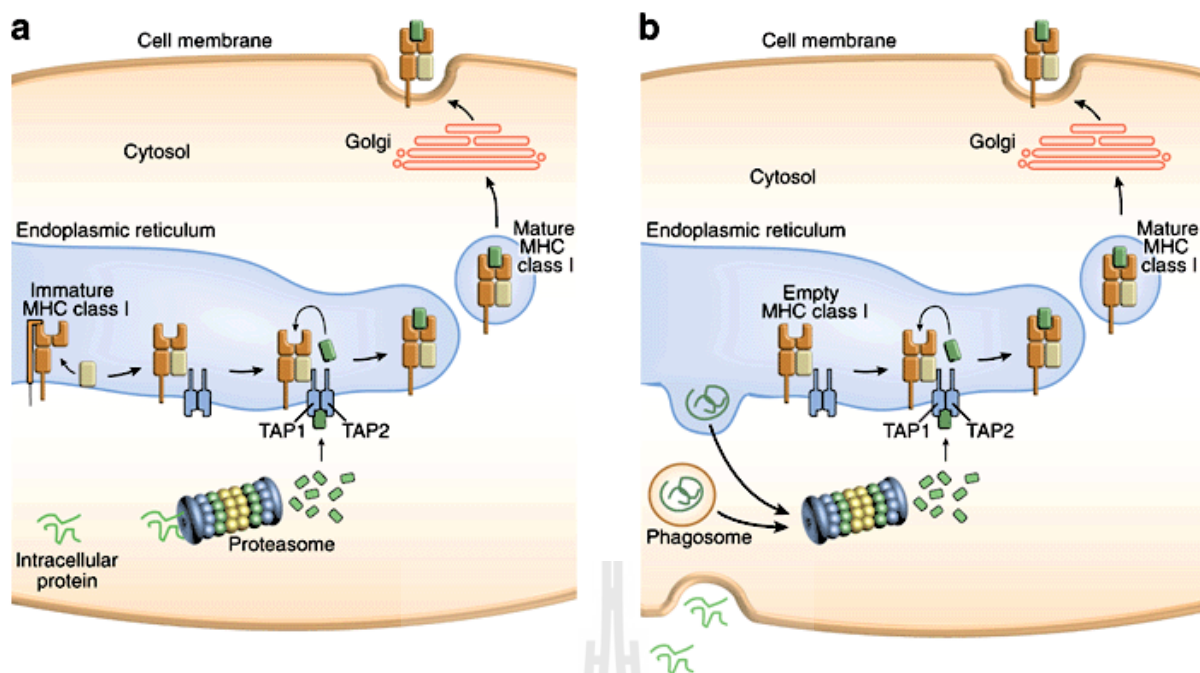 a
Cell membrane
Golgi
Cytosol
Endoplasmic reticulum
Mature
MHC
class I
Immature
MHC class I
TAP1
TAP2
Proteasome
Intracellular
protein
b
Cell membrane
Golgi
Cytosol
Endoplasmic reticulum
Mature
MHC
class I
Empty
MHC class I
TAP1
TAP2
Phagosome